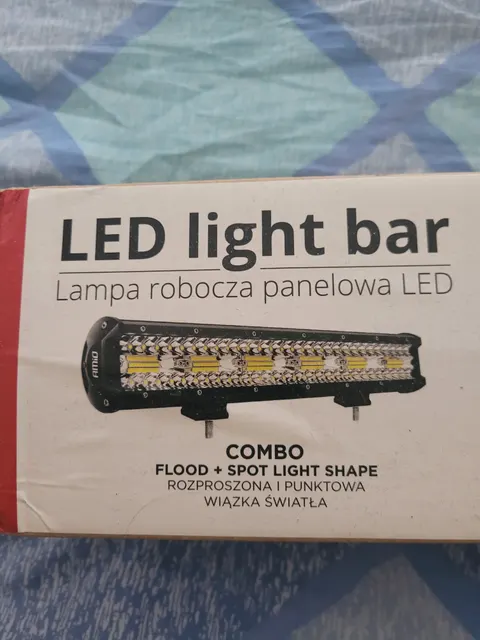 LED light bar
Lampa robocza panelowa LED
AMiO
COMBO
FLOOD + SPOT LIGHT SHAPE
ROZPROSZONA I PUNKTOWA
WIĄZKA ŚWIATŁA